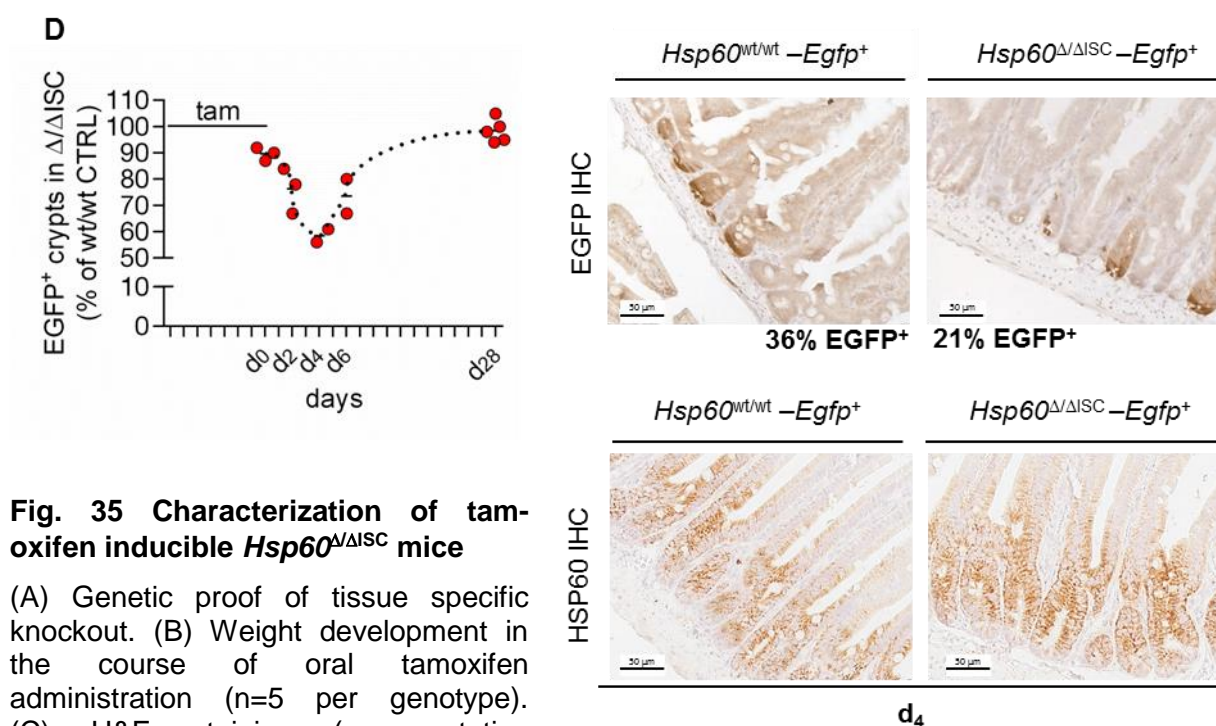 D
EGFP⁺ crypts in Δ/ΔISC
(% of wt/wt CTRL)
110
100
90
80
70
60
50
10
0
tam
d0
d2
d4
d6
d28
days
Fig. 35 Characterization of tam-
oxifen inducible Hsp60Δ/ΔISC mice
(A) Genetic proof of tissue specific
knockout. (B) Weight development in
the course of oral tamoxifen
administration (n=5 per genotype).
Hsp60wt/wt –Egfp⁺
Hsp60Δ/ΔISC –Egfp⁺
EGFP IHC
50 µm
50 µm
36% EGFP⁺
21% EGFP⁺
Hsp60wt/wt –Egfp⁺
Hsp60Δ/ΔISC –Egfp⁺
HSP60 IHC
50 µm
50 µm
d4